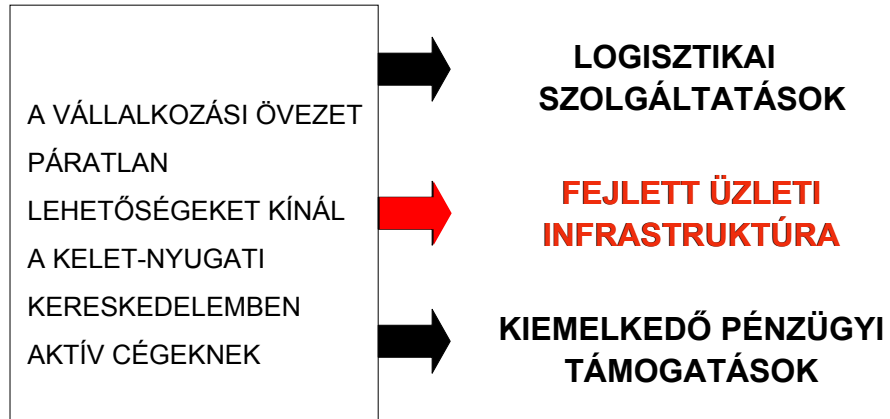 A VÁLLALKOZÁSI ÖVEZET
PÁRATLAN
LEHETŐSÉGEKET KÍNÁL
A KELET-NYUGATI
KERESKEDELEMBEN
AKTÍV CÉGEKNEK
LOGISZTIKAI
SZOLGÁLTATÁSOK
FEJLETT ÜZLETI
INFRASTRUKTÚRA
KIEMELKEDŐ PÉNZÜGYI
TÁMOGATÁSOK